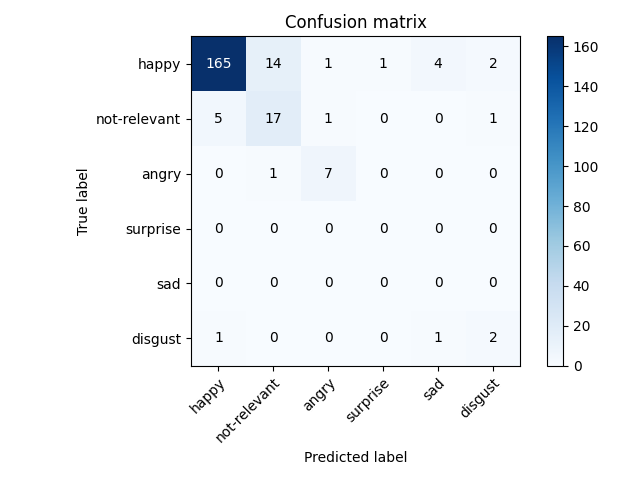 Confusion matrix
True label
happy 165 14 1 1 4 2
not-relevant 5 17 1 0 0 1
angry 0 1 7 0 0 0
surprise 0 0 0 0 0 0
sad 0 0 0 0 0 0
disgust 1 0 0 0 1 2
happy not-relevant angry surprise sad disgust
Predicted label
160
140
120
100
80
60
40
20
0